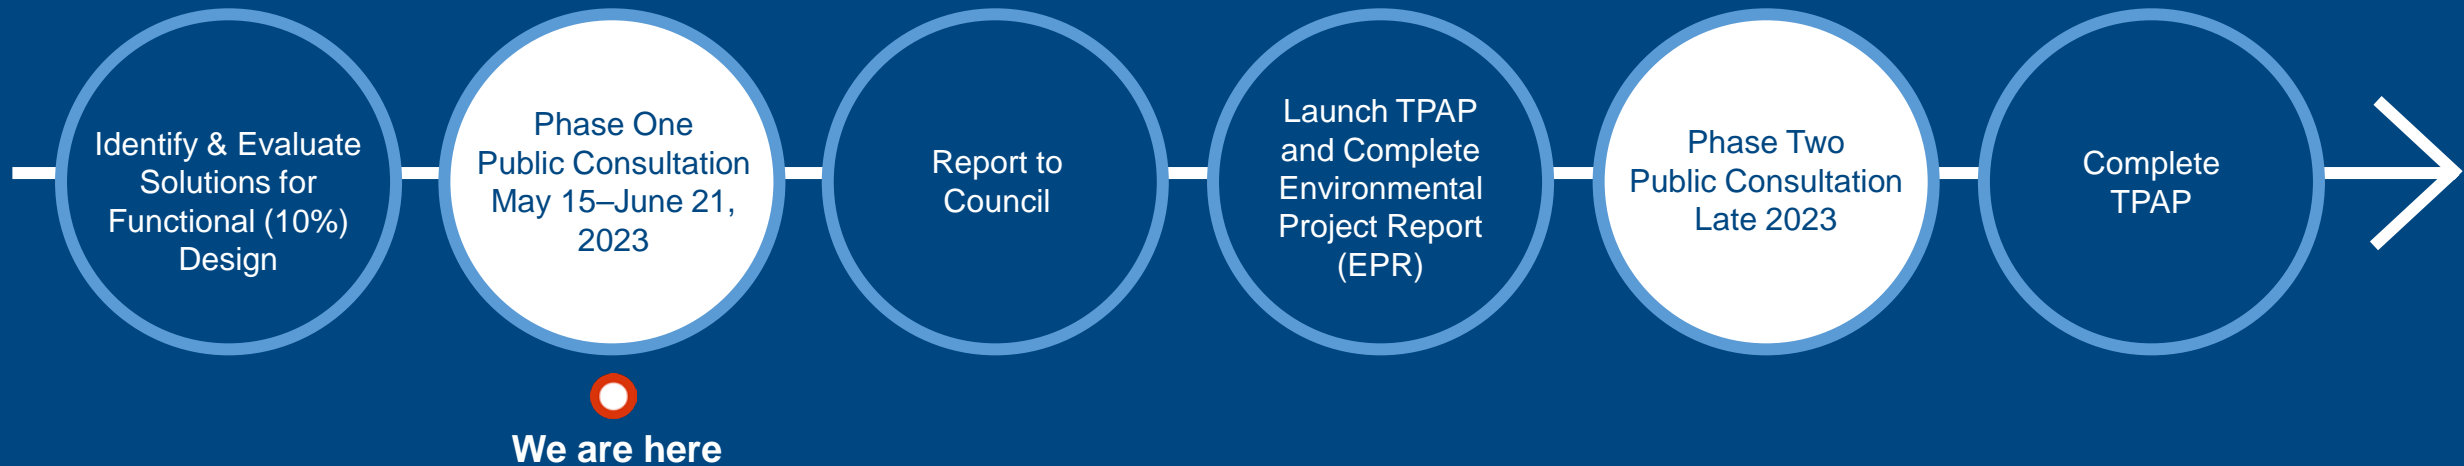 Identify & Evaluate
Solutions for
Functional (10%)
Design
Phase One
Public Consultation
May 15–June 21,
2023
Report to
Council
Launch TPAP
and Complete
Environmental
Project Report
(EPR)
Phase Two
Public Consultation
Late 2023
Complete
TPAP
We are here